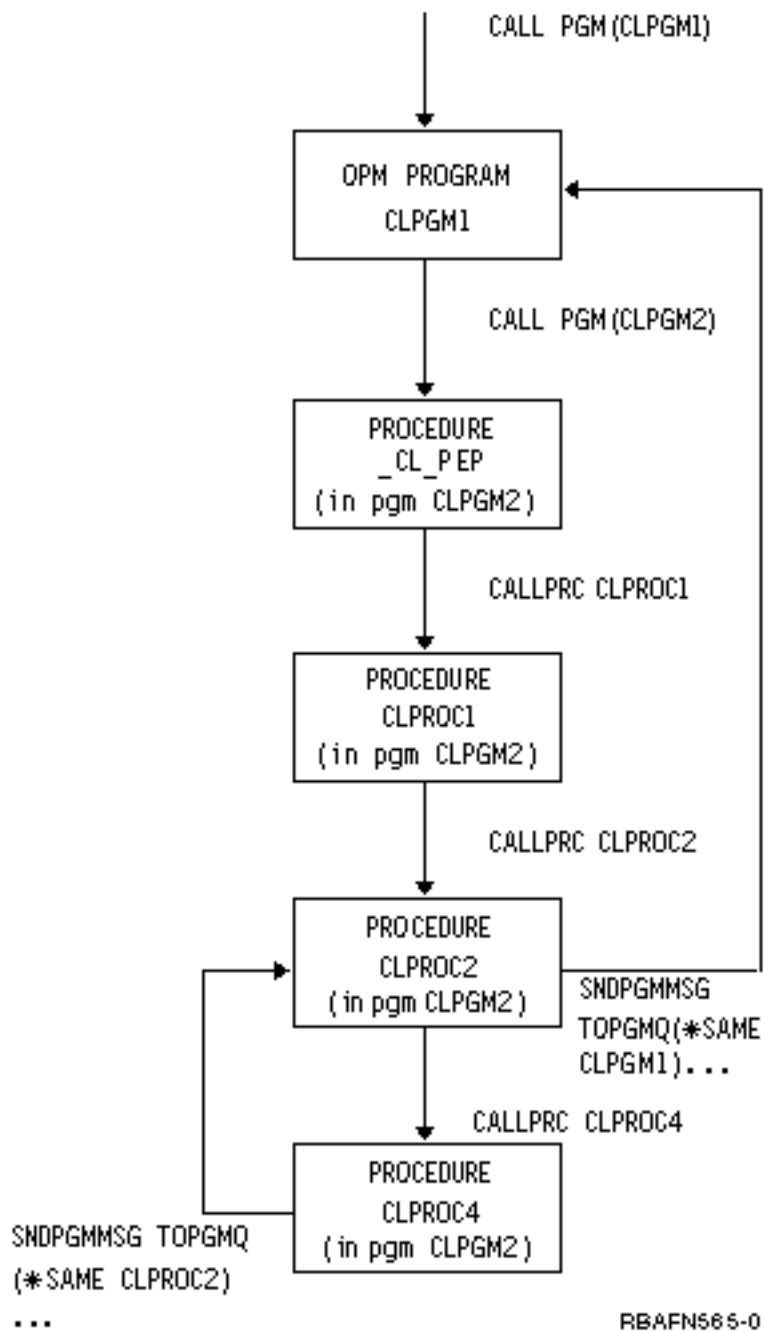 CALL PGM(CLPGM1)
OPM PROGRAM
CLPGM1
CALL PGM(CLPGM2)
PROCEDURE
_CL_PEP
(in pgm CLPGM2)
CALLPRC CLPROC1
PROCEDURE
CLPROC1
(in pgm CLPGM2)
CALLPRC CLPROC2
PROCEDURE
CLPROC2
(in pgm CLPGM2)
SNDPGMMSG
TOPGMQ(*SAME
CLPGM1)...
CALLPRC CLPROC4
PROCEDURE
CLPROC4
(in pgm CLPGM2)
SNDPGMMSG TOPGMQ
(*SAME CLPROC2)
...
RBAFN565-0